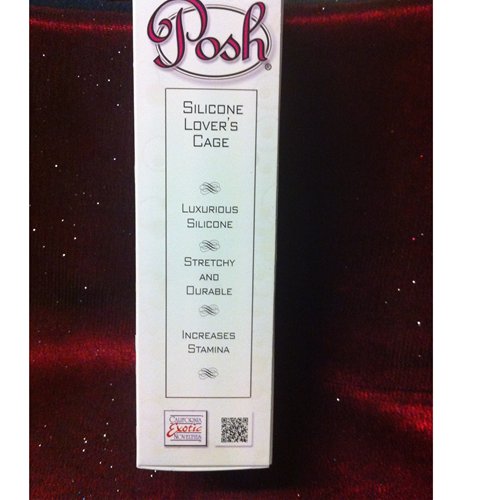 Posh®
SILICONE
LOVER'S
CAGE
LUXURIOUS
SILICONE
STRETCHY
AND
DURABLE
INCREASES
STAMINA
CALIFORNIA
Exotic
NOVELTIES